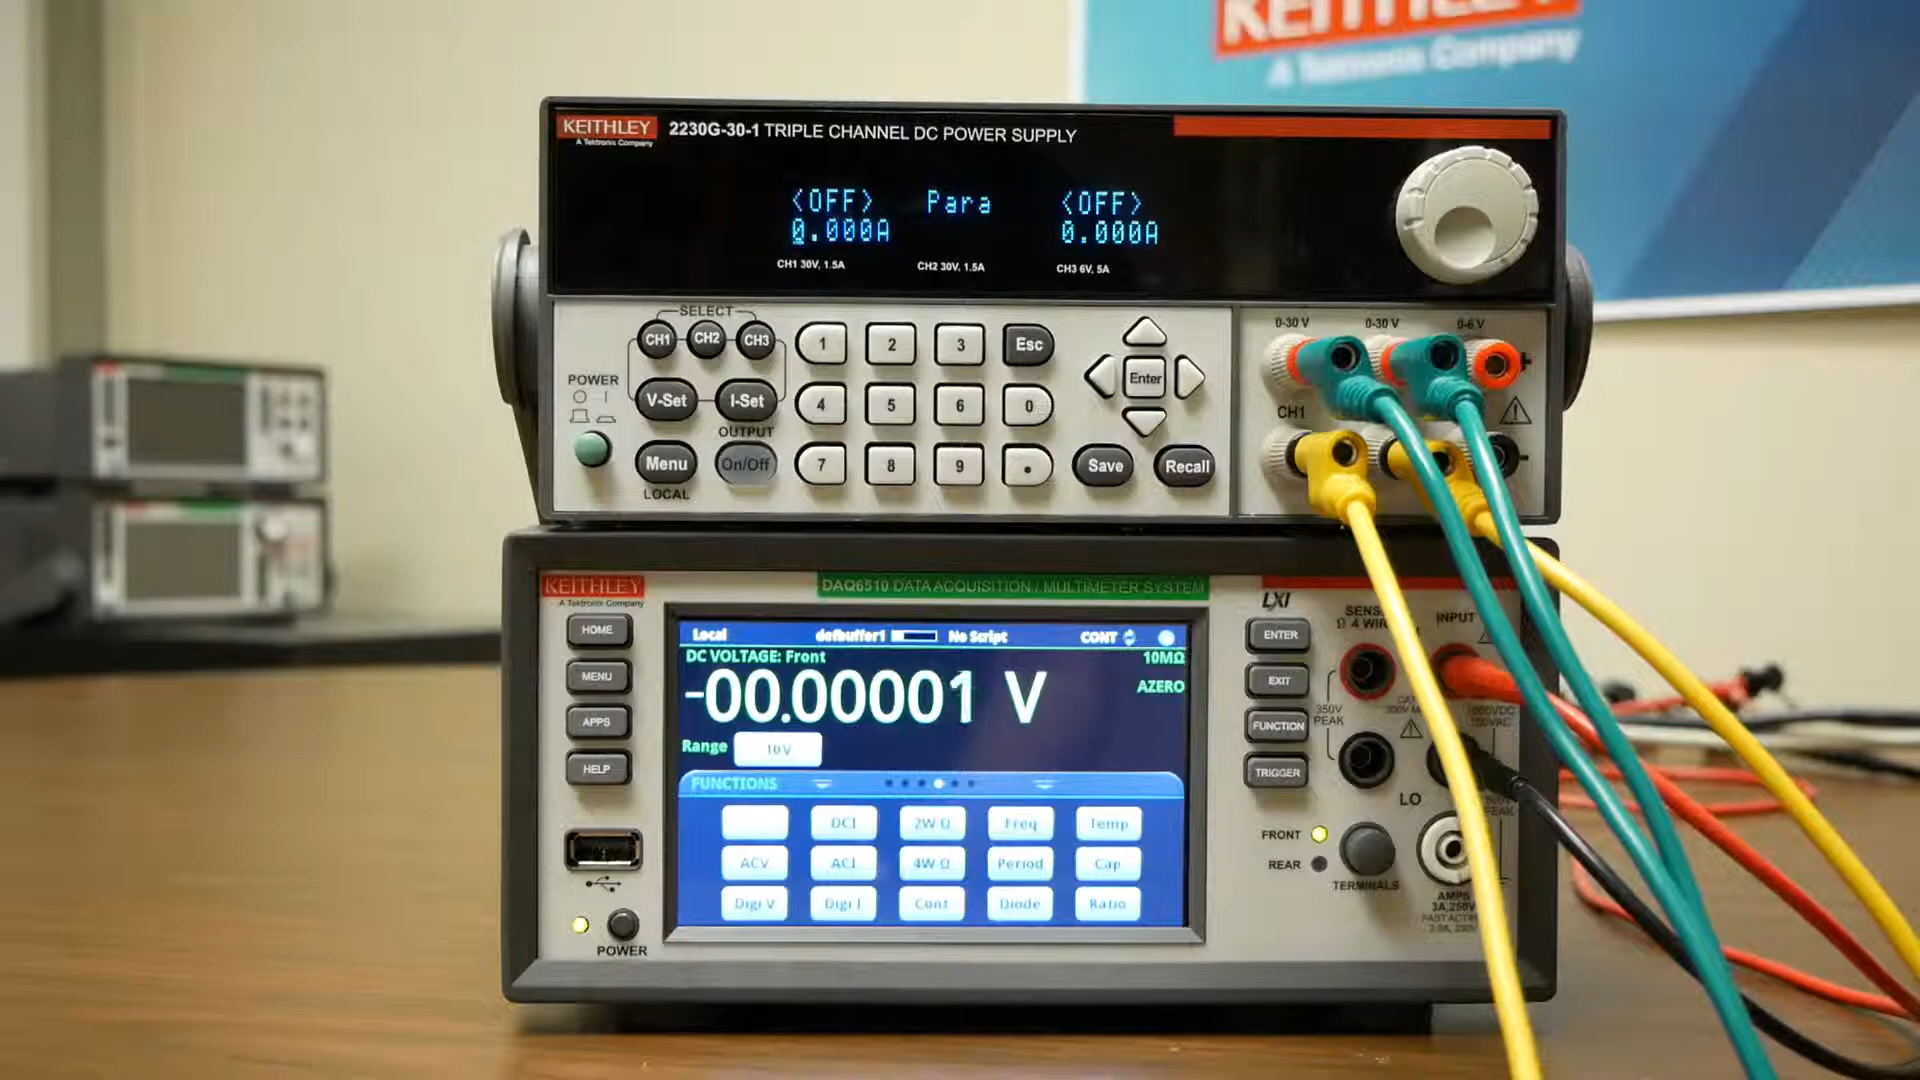 KEITHLEY
A Tektronix Company
KEITHLEY 2230G-30-1 TRIPLE CHANNEL DC POWER SUPPLY
A Tektronix Company
<OFF> Para <OFF>
0.000A 0.000A
CH1 30V, 1.5A CH2 30V, 1.5A CH3 6V, 5A
SELECT
CH1 CH2 CH3
POWER
V-Set I-Set
OUTPUT
Menu On/Off
LOCAL
1 2 3 Esc
4 5 6 0
7 8 9 .
Enter
Save Recall
0-30 V 0-30 V 0-6 V
CH1
+
-
KEITHLEY
A Tektronix Company
DAQ6510 DATA ACQUISITION / MULTIMETER SYSTEM
LXI
HOME
MENU
APPS
HELP
POWER
Local defbuffer1 No Script CONT
DC VOLTAGE: Front 10MΩ
-00.00001 V AZERO
Range 10 V
FUNCTIONS
DCI 2W Ω Freq Temp
ACV ACI 4W Ω Period Cap
Digi V Digi I Cont Diode Ratio
ENTER
EXIT
FUNCTION
TRIGGER
INPUT
350V
PEAK
LO
FRONT
REAR
TERMINALS
AMPS
3A, 250V